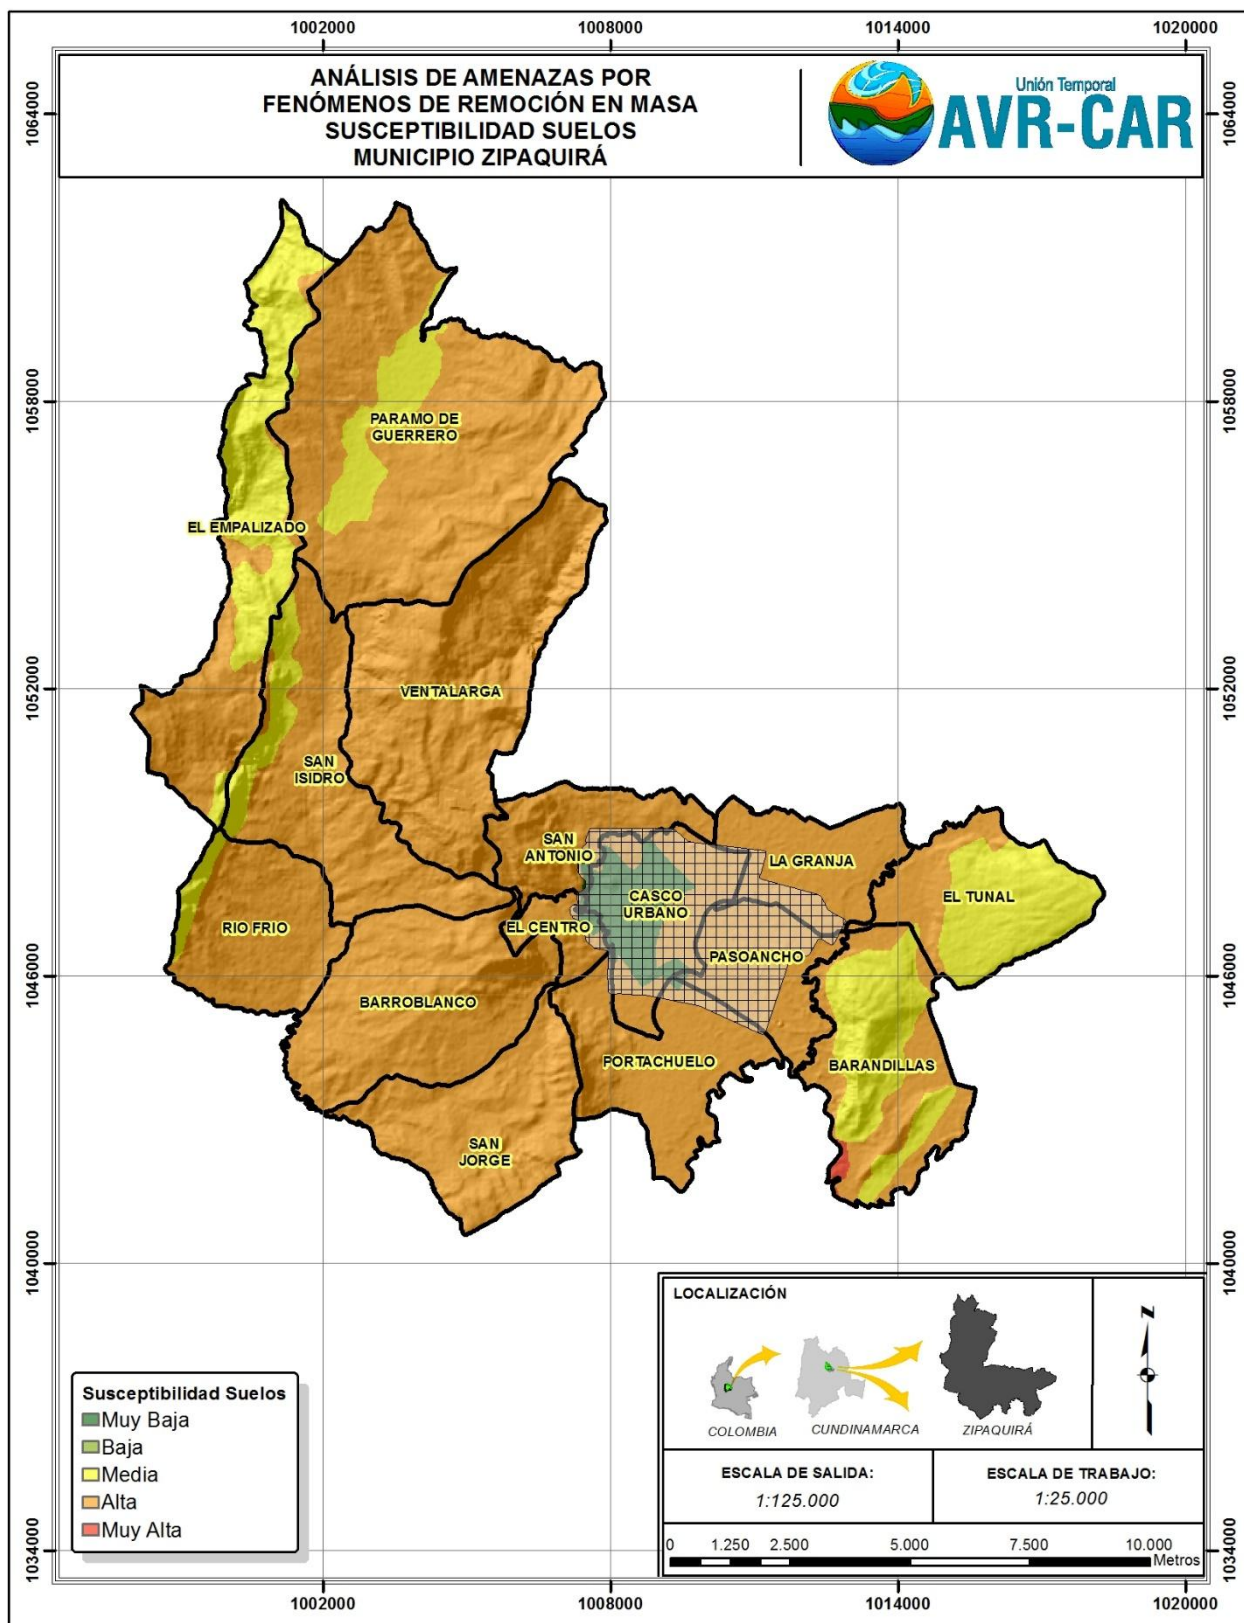 1002000
1008000
1014000
1020000
ANÁLISIS DE AMENAZAS POR
FENÓMENOS DE REMOCIÓN EN MASA
SUSCEPTIBILIDAD SUELOS
MUNICIPIO ZIPAQUIRÁ
Unión Temporal
AVR-CAR
1064000
1064000
1058000
1058000
PARAMO DE
GUERRERO
EL EMPALIZADO
1052000
1052000
VENTALARGA
SAN
ISIDRO
SAN
ANTONIO
LA GRANJA
CASCO
URBANO
EL TUNAL
RIO FRIO
EL CENTRO
PASOANCHO
1046000
1046000
BARROBLANCO
PORTACHUELO
BARANDILLAS
SAN
JORGE
1040000
1040000
LOCALIZACIÓN
N
COLOMBIA
CUNDINAMARCA
ZIPAQUIRÁ
ESCALA DE SALIDA:
1:125.000
ESCALA DE TRABAJO:
1:25.000
0 1.250 2.500 5.000 7.500 10.000
Metros
Susceptibilidad Suelos
Muy Baja
Baja
Media
Alta
Muy Alta
1034000
1034000
1002000
1008000
1014000
1020000